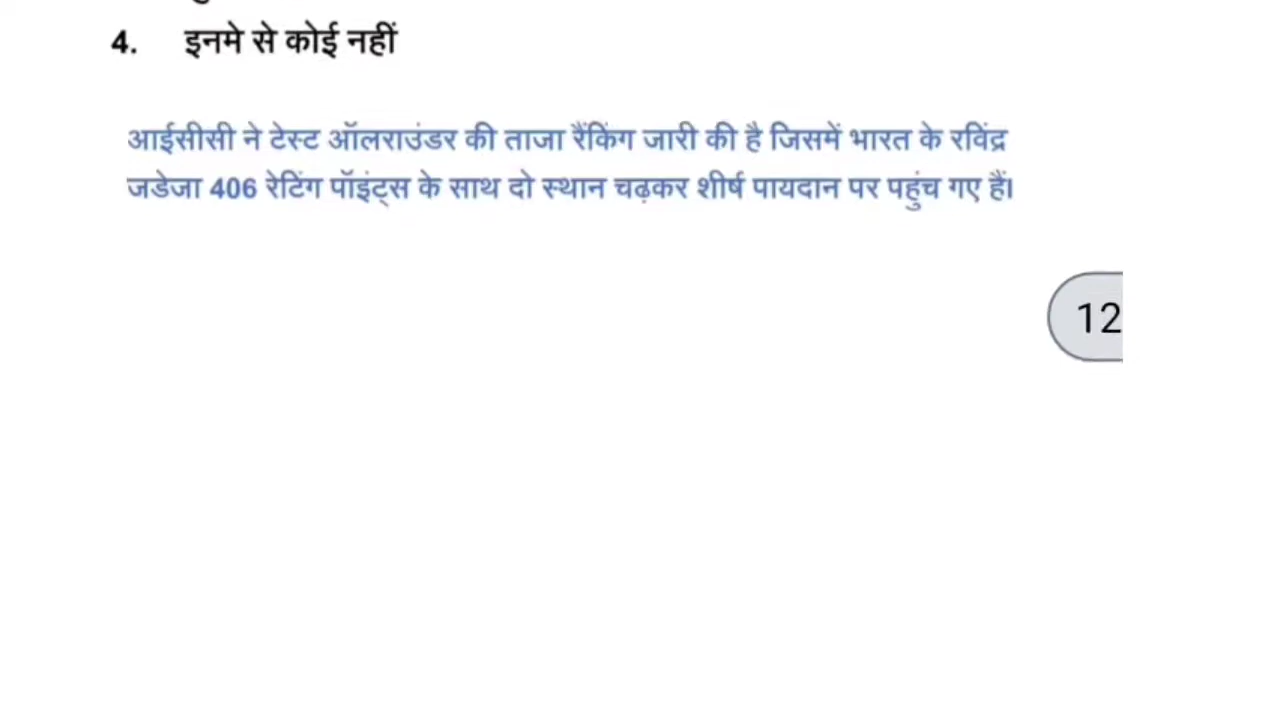 4. इनमे से कोई नहीं
आईसीसी ने टेस्ट ऑलराउंडर की ताजा रैंकिंग जारी की है जिसमें भारत के रविंद्र
जडेजा 406 रेटिंग पॉइंट्स के साथ दो स्थान चढ़कर शीर्ष पायदान पर पहुंच गए हैं।
12